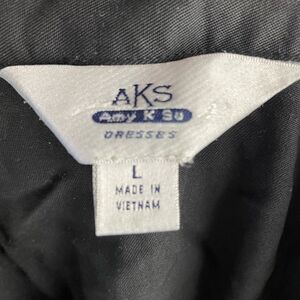 AKS
Amy K Su
DRESSES
L
MADE IN
VIETNAM